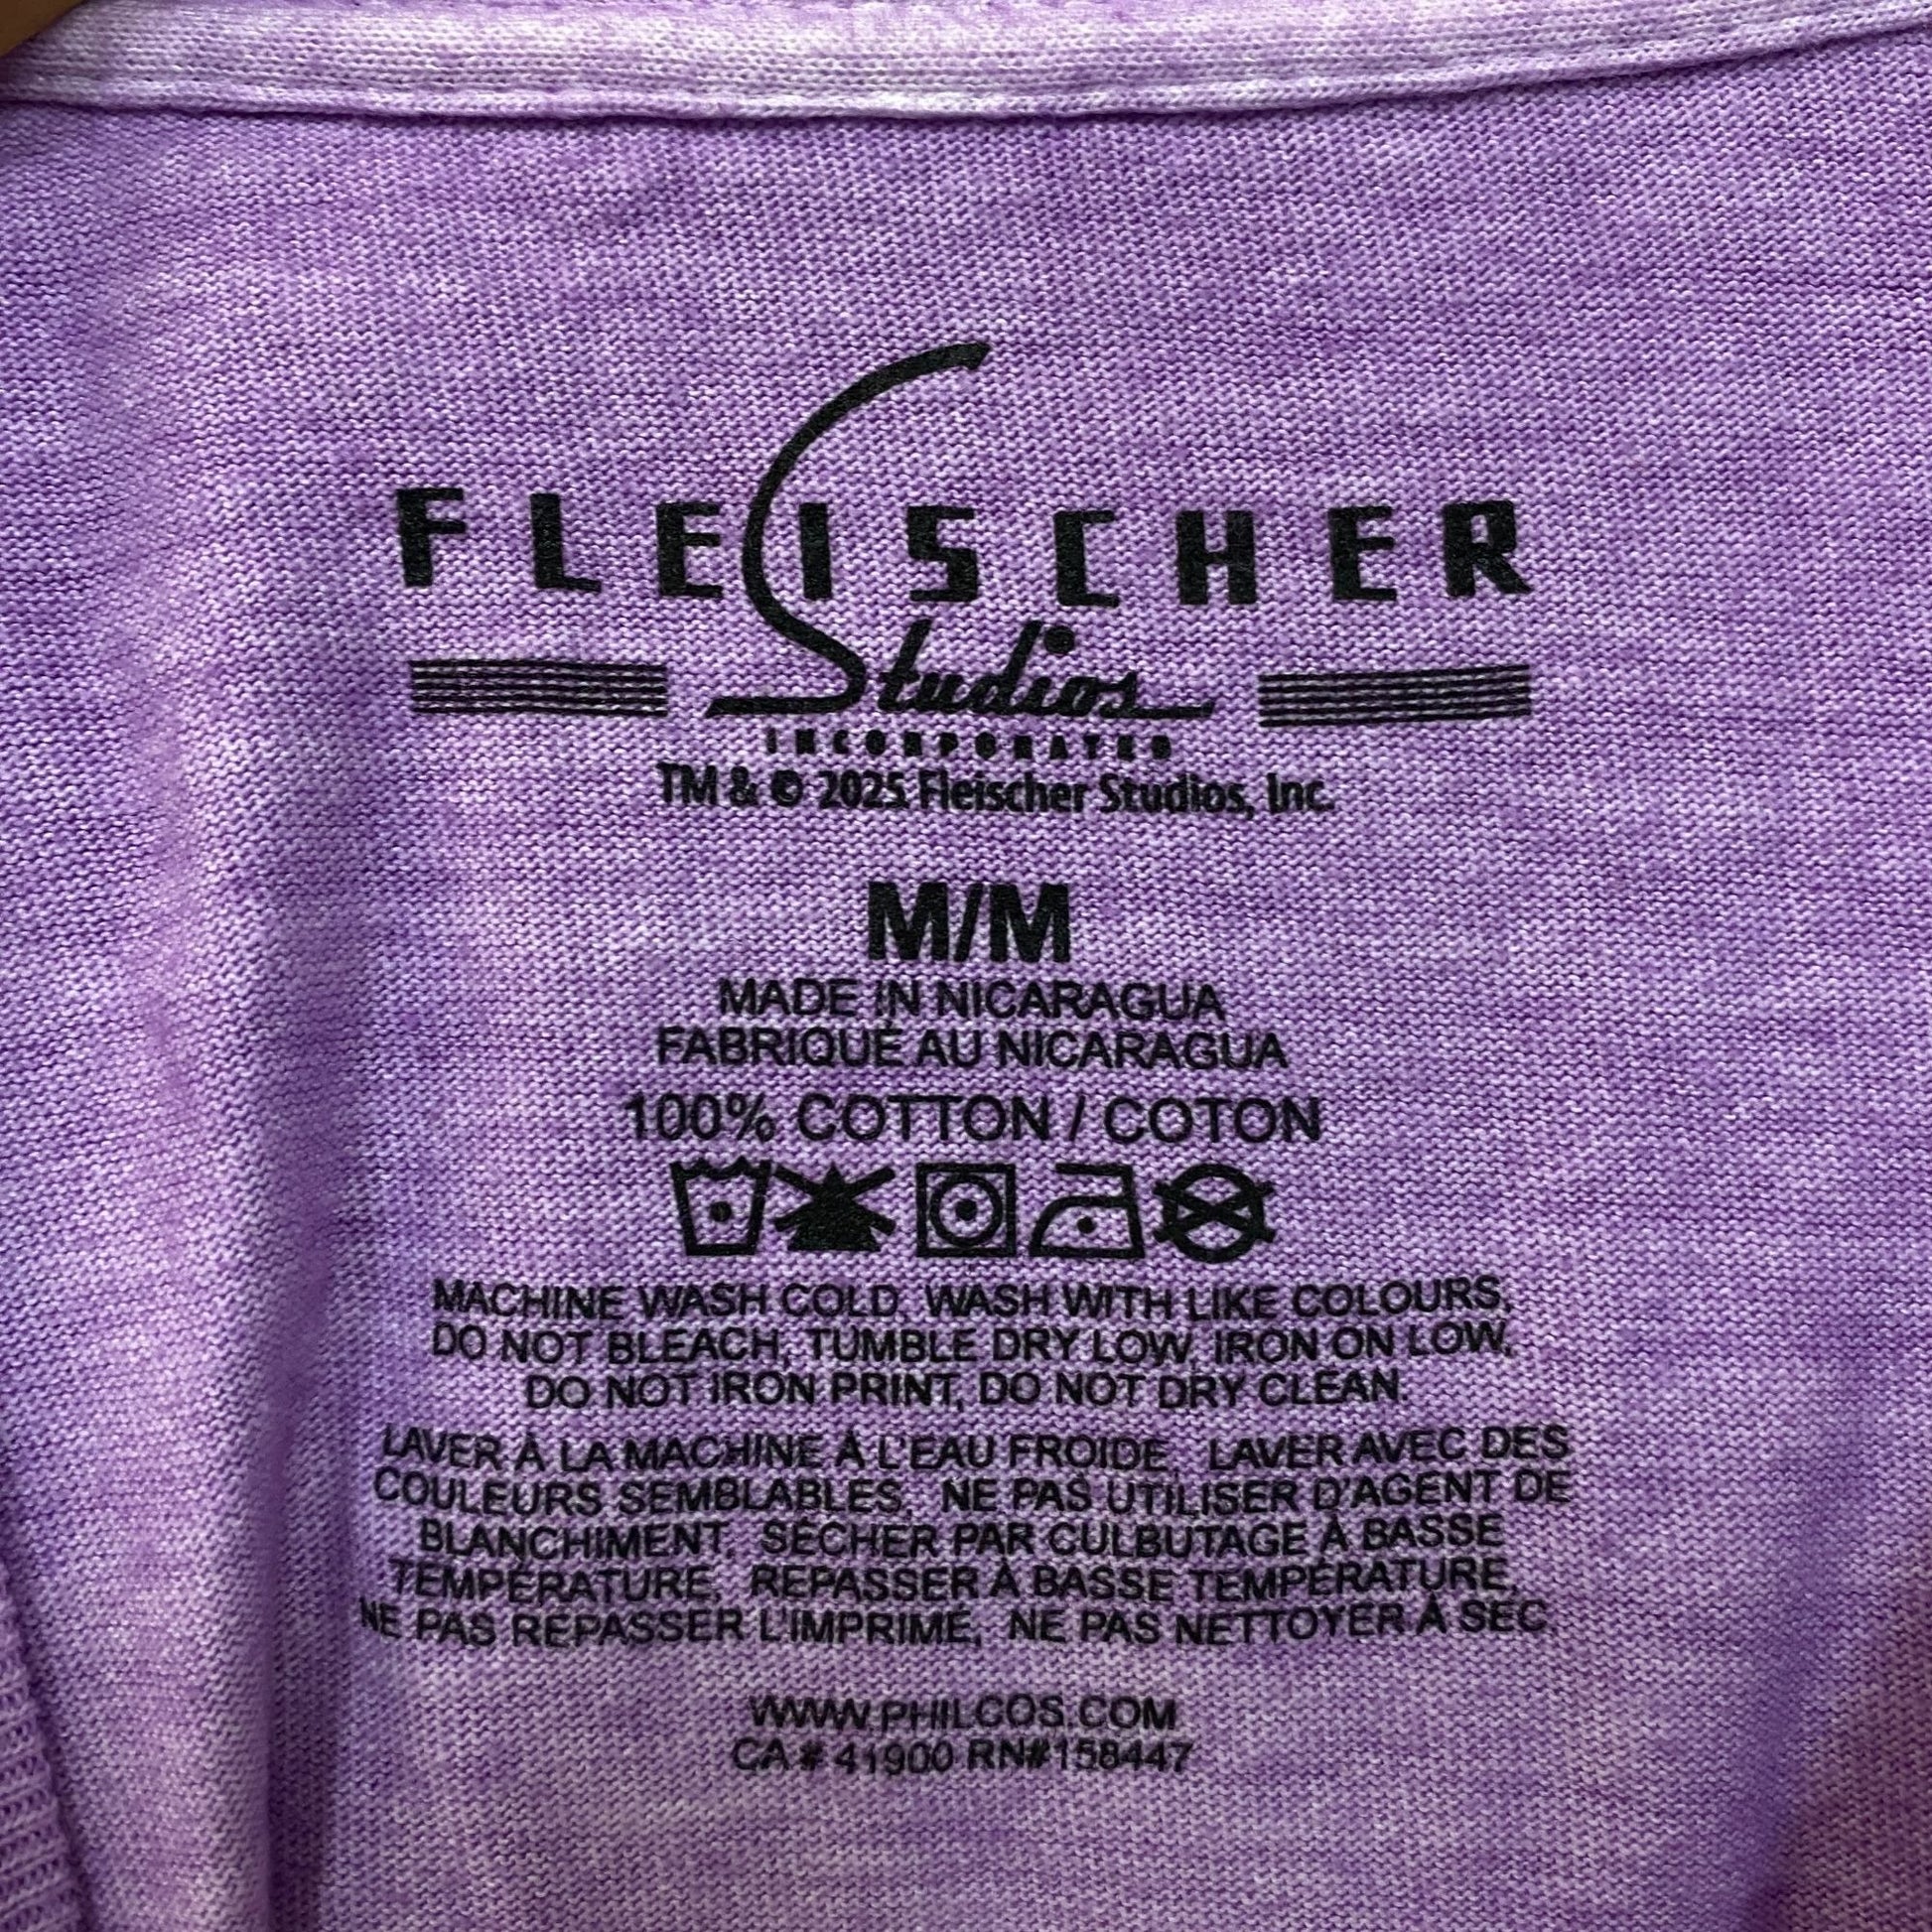 FLEISCHER
Studios
INCORPORATED
TM & © 2025 Fleischer Studios, Inc.
M/M
MADE IN NICARAGUA
FABRIQUÉ AU NICARAGUA
100% COTTON / COTON
MACHINE WASH COLD, WASH WITH LIKE COLOURS,
DO NOT BLEACH, TUMBLE DRY LOW, IRON ON LOW,
DO NOT IRON PRINT, DO NOT DRY CLEAN.
LAVER À LA MACHINE À L'EAU FROIDE, LAVER AVEC DES
COULEURS SEMBLABLES, NE PAS UTILISER D'AGENT DE
BLANCHIMENT, SÉCHER PAR CULBUTAGE À BASSE
TEMPÉRATURE, REPASSER À BASSE TEMPÉRATURE,
NE PAS REPASSER L'IMPRIMÉ, NE PAS NETTOYER À SEC
WWW.PHILCOS.COM
CA # 41900 RN#158447